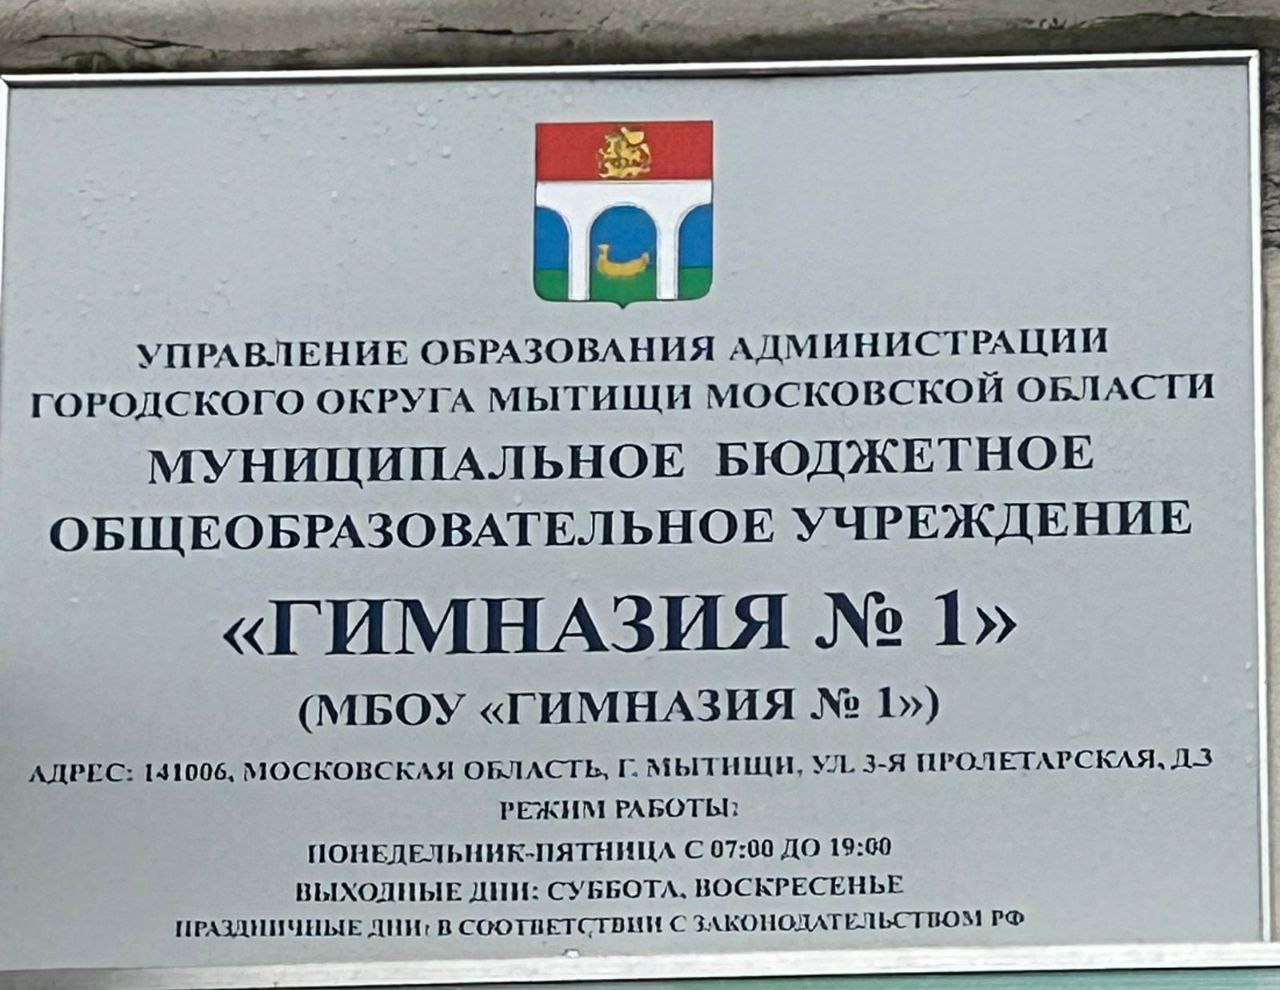 УПРАВЛЕНИЕ ОБРАЗОВАНИЯ АДМИНИСТРАЦИИ
ГОРОДСКОГО ОКРУГА МЫТИЩИ МОСКОВСКОЙ ОБЛАСТИ
МУНИЦИПАЛЬНОЕ БЮДЖЕТНОЕ
ОБЩЕОБРАЗОВАТЕЛЬНОЕ УЧРЕЖДЕНИЕ
«ГИМНАЗИЯ № 1»
(МБОУ «ГИМНАЗИЯ № 1»)
АДРЕС: 141006, МОСКОВСКАЯ ОБЛАСТЬ, Г. МЫТИЩИ, УЛ. 3-Я ПРОЛЕТАРСКАЯ, Д.3
РЕЖИМ РАБОТЫ:
ПОНЕДЕЛЬНИК-ПЯТНИЦА С 07:00 ДО 19:00
ВЫХОДНЫЕ ДНИ: СУББОТА, ВОСКРЕСЕНЬЕ
ПРАЗДНИЧНЫЕ ДНИ: В СООТВЕТСТВИИ С ЗАКОНОДАТЕЛЬСТВОМ РФ